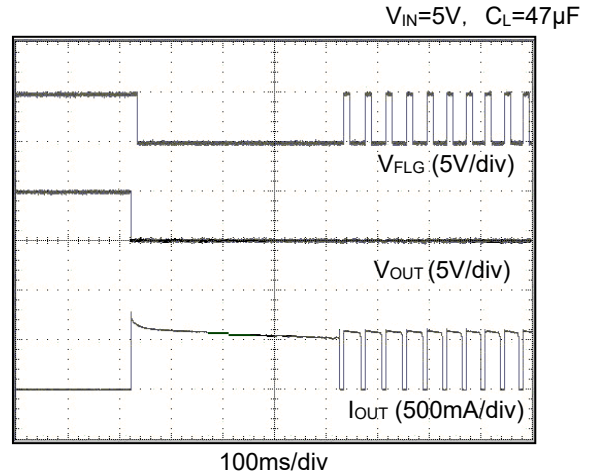 VIN=5V, CL=47µF
VFLG (5V/div)
VOUT (5V/div)
IOUT (500mA/div)
100ms/div